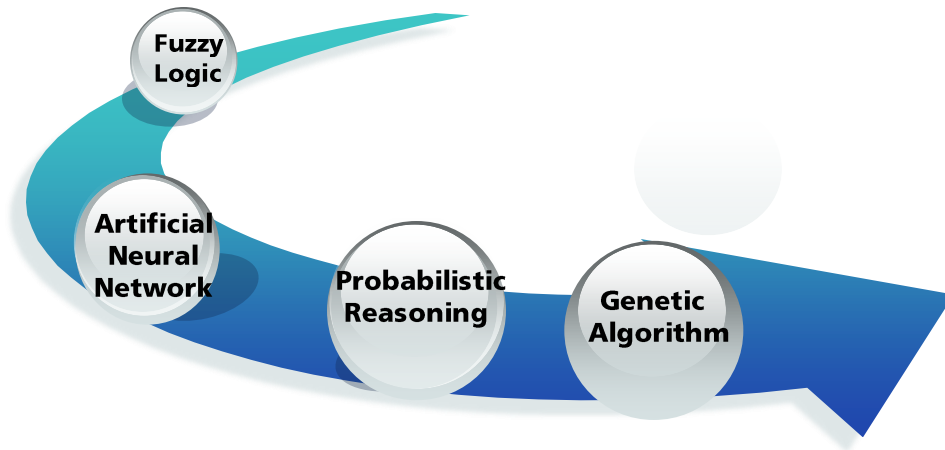 Fuzzy
Logic
Artificial
Neural
Network
Probabilistic
Reasoning
Genetic
Algorithm